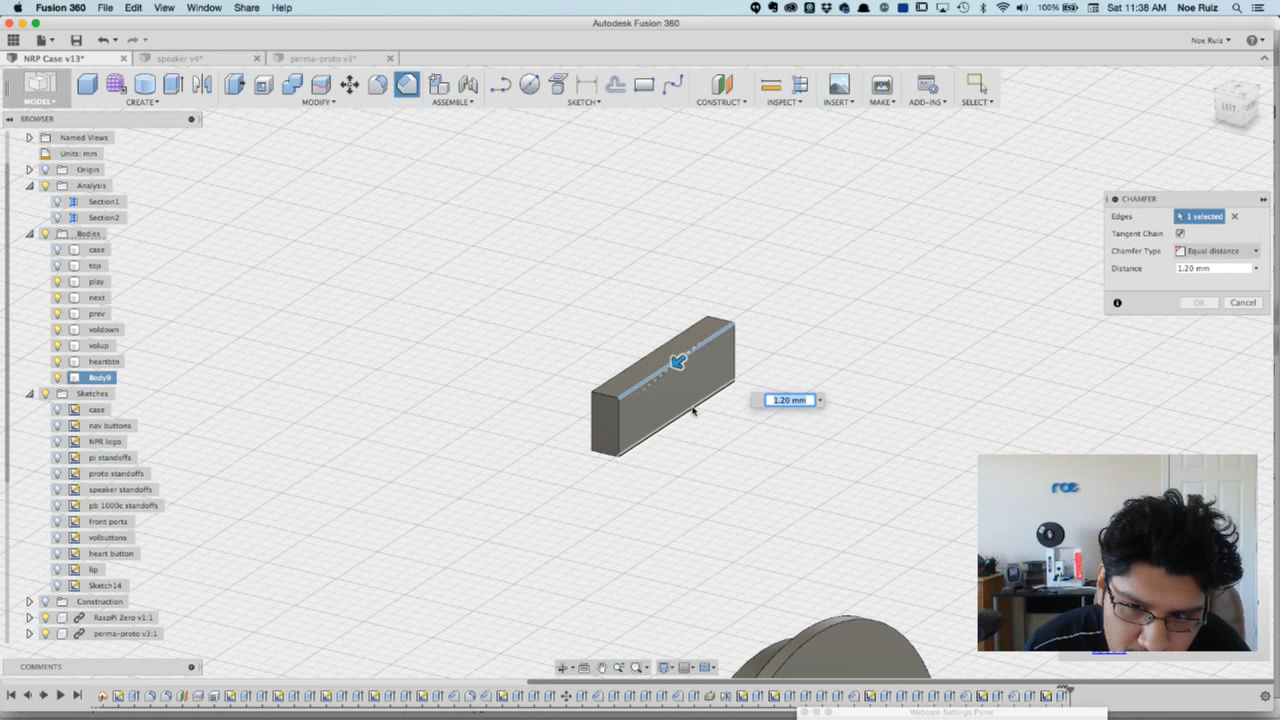 Fusion 360 File Edit View Window Share Help 100% Sat 11:38 AM Noe Ruiz
Autodesk Fusion 360
Noe Ruiz
NRP Case v13* speaker v4* perma-proto v3*
MODEL CREATE MODIFY ASSEMBLE SKETCH CONSTRUCT INSPECT INSERT MAKE ADD-INS SELECT
BROWSER
LEFT
Named Views
Units: mm
Origin
Analysis
Section1
Section2
Bodies
case
top
play
next
prev
voldown
volup
heartbtn
Body9
Sketches
case
nav buttons
NPR logo
pi standoffs
proto standoffs
speaker standoffs
pb 1000c standoffs
front ports
volbuttons
heart button
lip
Sketch14
Construction
RasPi Zero v1:1
perma-proto v3:1
CHAMFER
Edges 1 selected
Tangent Chain
Chamfer Type Equal distance
Distance 1.20 mm
OK Cancel
1.20 mm
noe
COMMENTS
Webcam Settings Panel